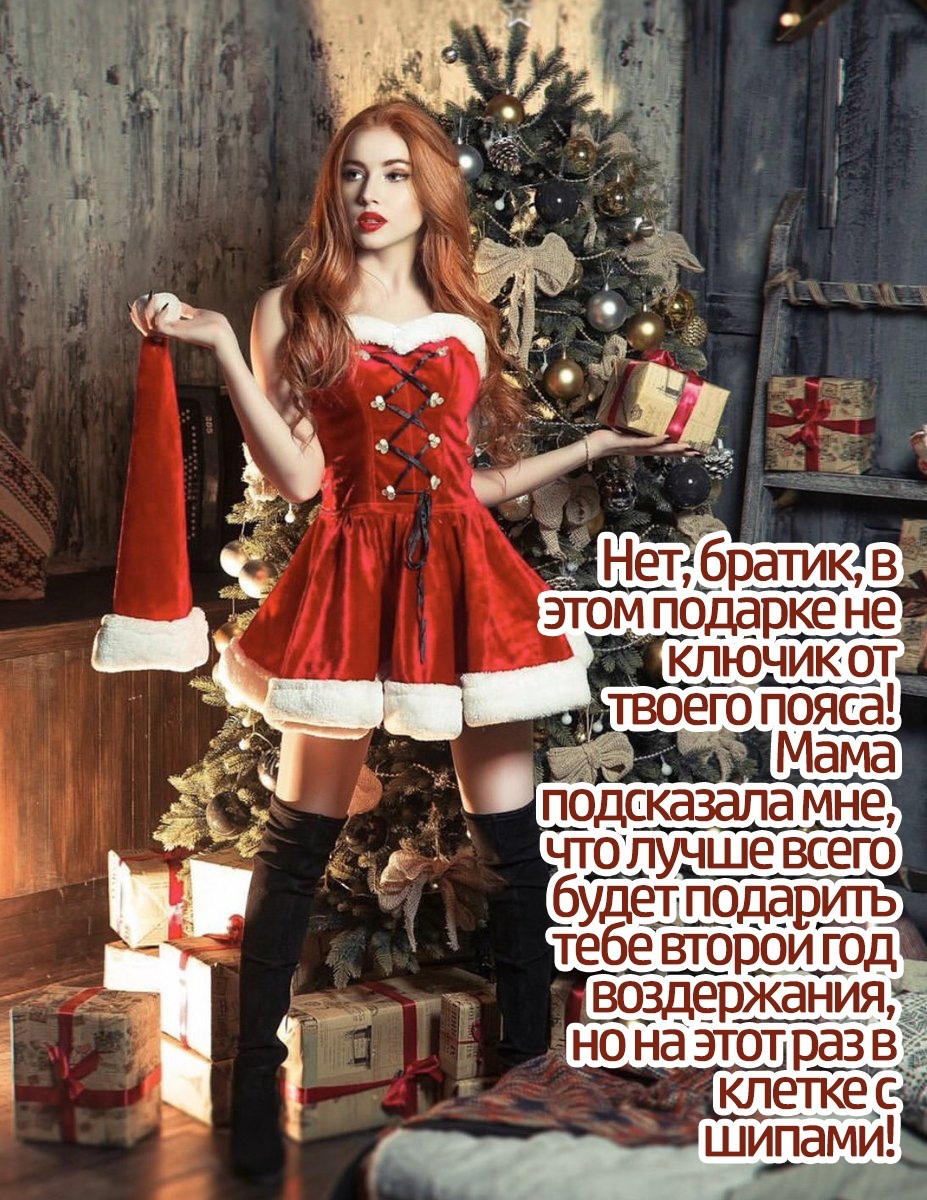 Нет, братик, в
этом подарке не
ключик от
твоего пояса!
Мама
подсказала мне,
что лучше всего
будет подарить
тебе второй год
воздержания,
но на этот раз в
клетке с
шипами!